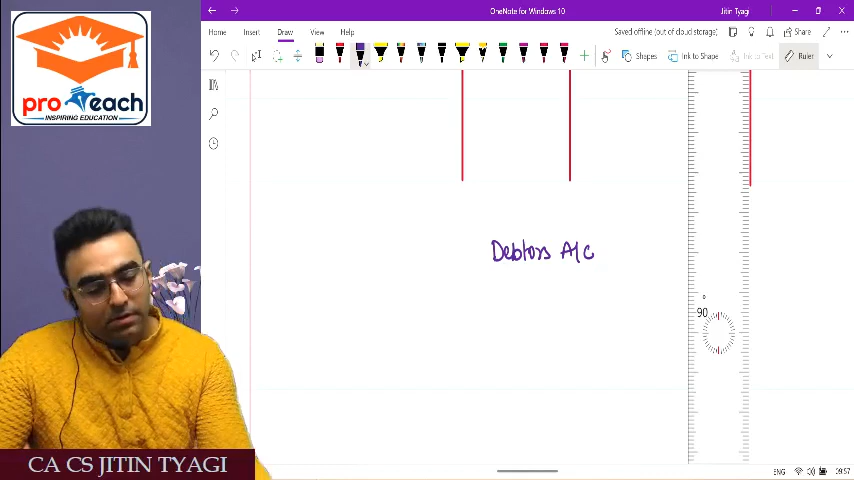 pro teach
INSPIRING EDUCATION
OneNote for Windows 10
Jitin Tyagi
Home Insert Draw View Help
Saved offline (out of cloud storage)
Share
Shapes
Ink to Shape
Ink to Text
Ruler
Debtors A/C
90
°
CA CS JITIN TYAGI
ENG
09:57